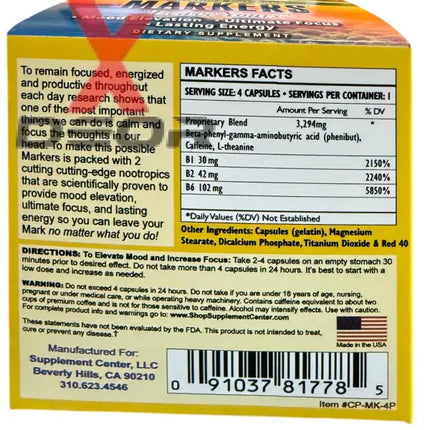 MARKERS
Mood Elevation Ultimate Focus
Lasting Energy
DIETARY SUPPLEMENT
To remain focused, energized
and productive throughout
each day research shows that
one of the most important
things we can do is calm and
focus the thoughts in our
head. To make this possible
Markers is packed with 2
cutting cutting-edge nootropics
that are scientifically proven to
provide mood elevation,
ultimate focus, and lasting
energy so you can leave your
Mark no matter what you do!
MARKERS FACTS
SERVING SIZE: 4 CAPSULES • SERVINGS PER CONTAINER: 1
Amount Per Serving % DV
Proprietary Blend 3,294mg *
Beta-phenyl-gamma-aminobutyric acid (phenibut),
Caffeine, L-theanine
B1 30 mg 2150%
B2 42 mg 2240%
B6 102 mg 5850%
*Daily Values (%DV) Not Established
Other Ingredients: Capsules (gelatin), Magnesium
Stearate, Dicalcium Phosphate, Titanium Dioxide & Red 40
DIRECTIONS: To Elevate Mood and Increase Focus: Take 2-4 capsules on an empty stomach 30
minutes prior to desired effect. Do not take more than 4 capsules in 24 hours. It's best to start with a
low dose and increase as needed.
WARNING: Do not exceed 4 capsules in 24 hours. Do not take if you are under 18 years of age, nursing,
pregnant or under medical care, or while operating heavy machinery. Contains caffeine equivalent to about two
cups of premium coffee and is not for those sensitive to caffeine. Alcohol may intensify effects. Use with caution.
For complete product info and warnings go to: www.ShopSupplementCenter.com.
These statements have not been evaluated by the FDA. This product is not intended to treat,
cure or prevent any disease.†
Made in the USA
Manufactured For:
Supplement Center, LLC
Beverly Hills, CA 90210
310.623.4546
0 91037 81778 5
Item #CP-MK-4P